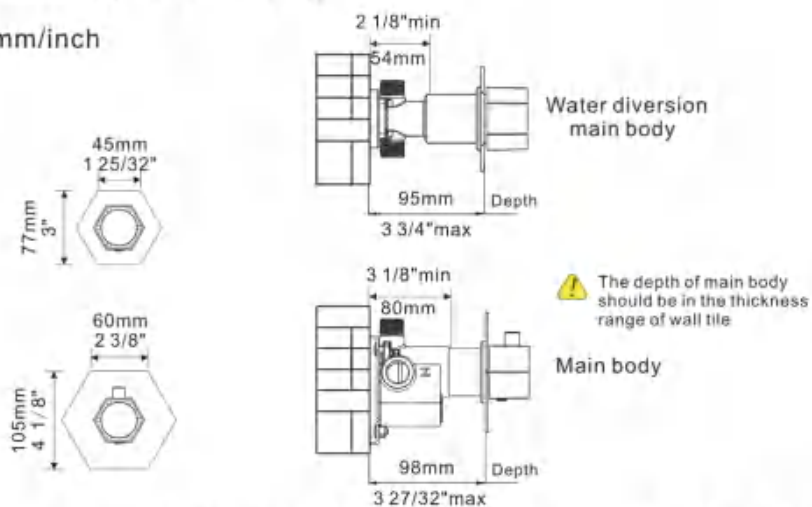 mm/inch
2 1/8"min
54mm
Water diversion
main body
95mm
Depth
3 3/4"max
45mm
1 25/32"
77mm
3"
3 1/8"min
80mm
The depth of main body
should be in the thickness
range of wall tile
Main body
98mm
Depth
3 27/32"max
60mm
2 3/8"
105mm
4 1/8"